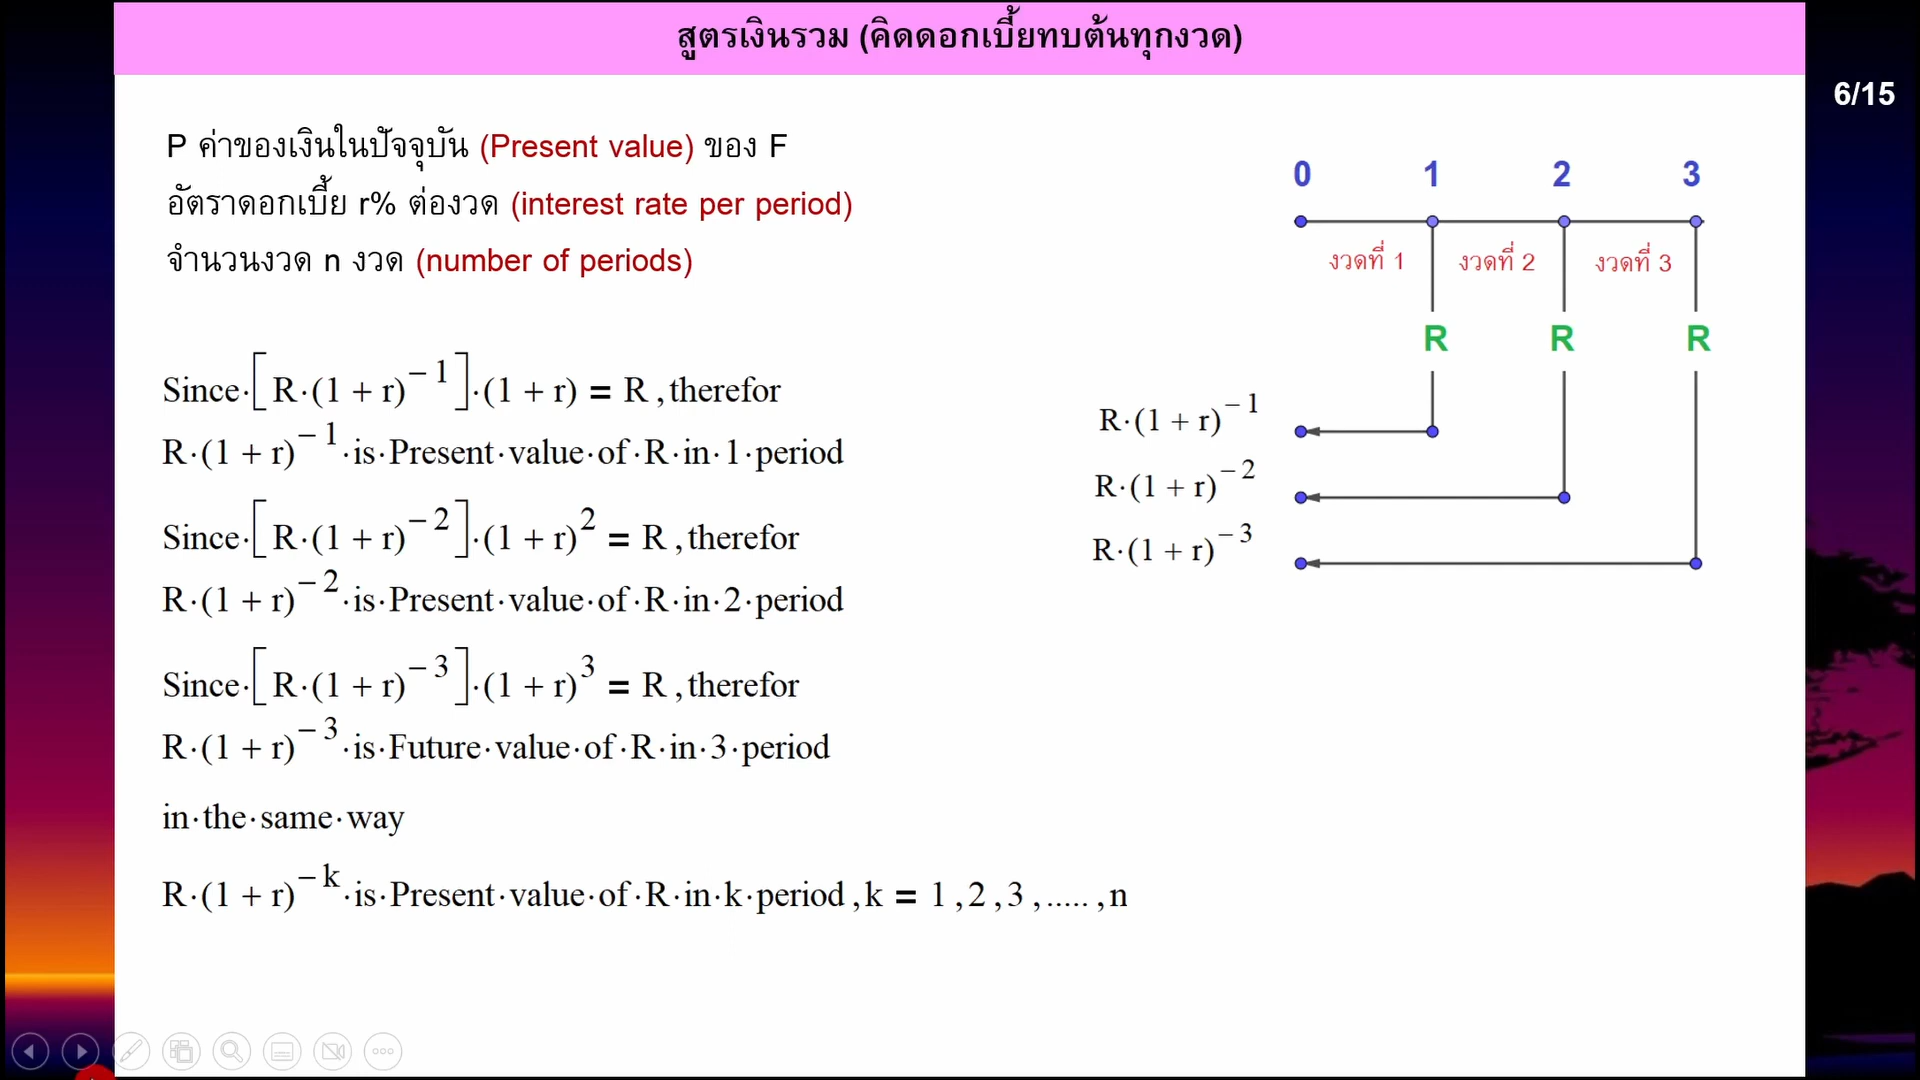 สูตรเงินรวม (คิดดอกเบี้ยทบต้นทุกงวด)
6/15
P ค่าของเงินในปัจจุบัน (Present value) ของ F
อัตราดอกเบี้ย r% ต่องวด (interest rate per period)
จำนวนงวด n งวด (number of periods)
0 1 2 3
งวดที่ 1 งวดที่ 2 งวดที่ 3
R R R
R·(1 + r)⁻¹
R·(1 + r)⁻²
R·(1 + r)⁻³
Since·[R·(1 + r)⁻¹]·(1 + r) = R ,therefor
R·(1 + r)⁻¹·is·Present·value·of·R·in·1·period
Since·[R·(1 + r)⁻²]·(1 + r)² = R ,therefor
R·(1 + r)⁻²·is·Present·value·of·R·in·2·period
Since·[R·(1 + r)⁻³]·(1 + r)³ = R ,therefor
R·(1 + r)⁻³·is·Future·value·of·R·in·3·period
in·the·same·way
R·(1 + r)⁻ᵏ·is·Present·value·of·R·in·k·period ,k = 1 ,2 ,3 ,..... ,n